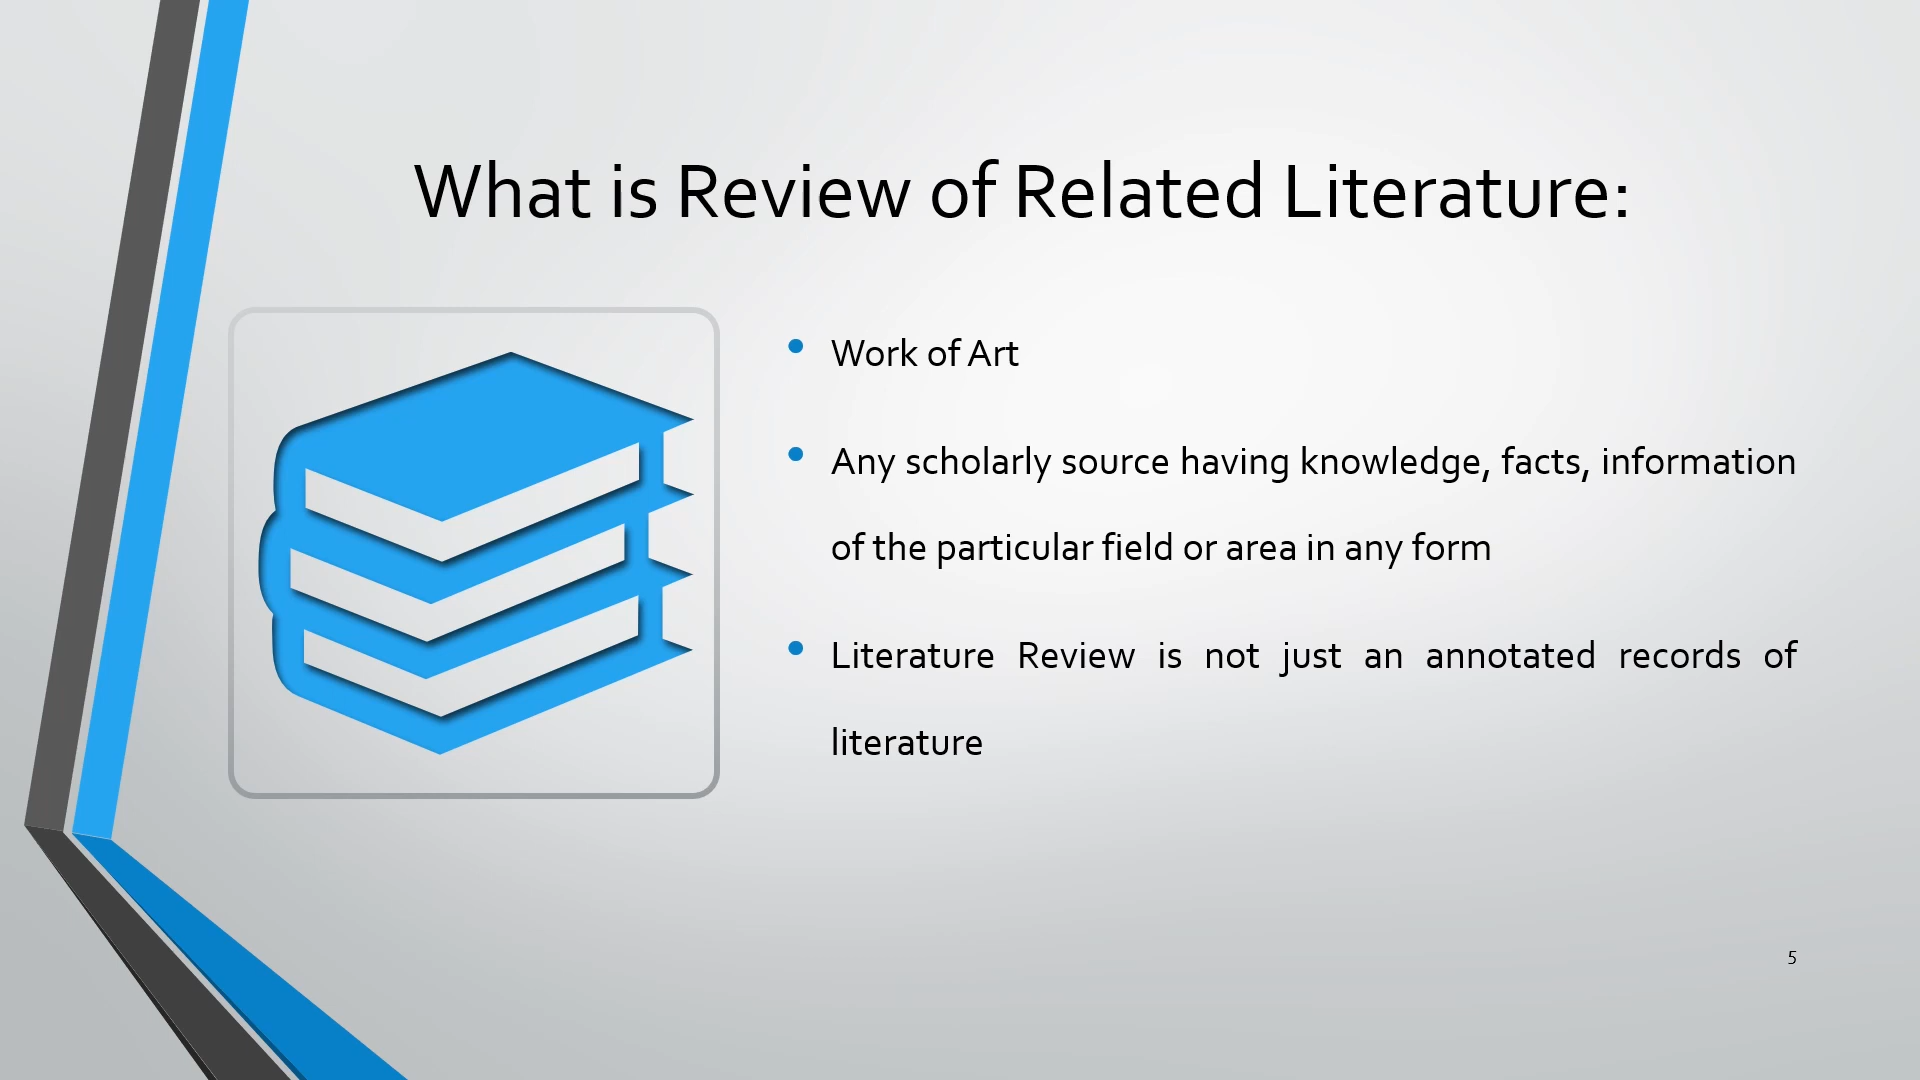 What is Review of Related Literature:
• Work of Art
• Any scholarly source having knowledge, facts, information
of the particular field or area in any form
• Literature Review is not just an annotated records of
literature
5